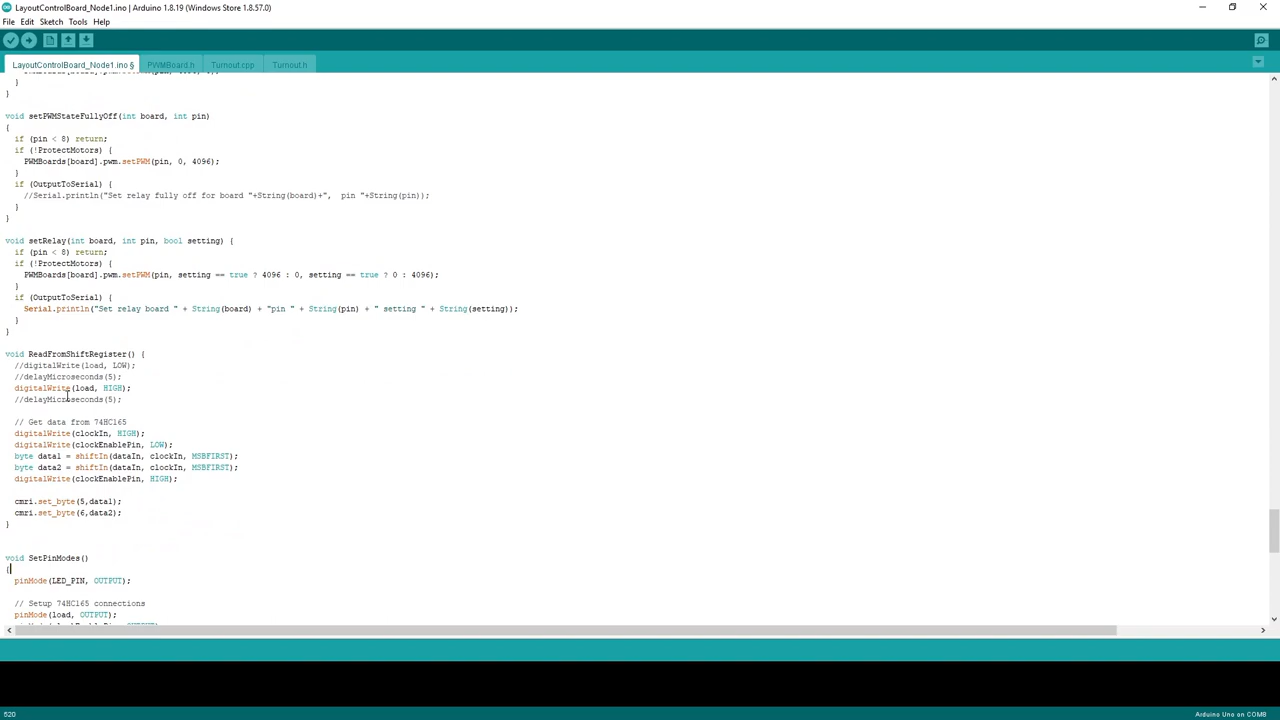 LayoutControlBoard_Node1.ino | Arduino 1.8.19 (Windows Store 1.8.57.0)
File Edit Sketch Tools Help
LayoutControlBoard_Node1.ino § PWMBoard.h Turnout.cpp Turnout.h
}
}
void setPWMStateFullyOff(int board, int pin)
{
if (pin < 8) return;
if (!ProtectMotors) {
PWMBoards[board].pwm.setPWM(pin, 0, 4096);
}
if (OutputToSerial) {
//Serial.println("Set relay fully off for board "+String(board)+",  pin "+String(pin));
}
}
void setRelay(int board, int pin, bool setting) {
if (pin < 8) return;
if (!ProtectMotors) {
PWMBoards[board].pwm.setPWM(pin, setting == true ? 4096 : 0, setting == true ? 0 : 4096);
}
if (OutputToSerial) {
Serial.println("Set relay board " + String(board) + "pin " + String(pin) + " setting " + String(setting));
}
}
void ReadFromShiftRegister() {
//digitalWrite(load, LOW);
//delayMicroseconds(5);
digitalWrite(load, HIGH);
//delayMicroseconds(5);
// Get data from 74HC165
digitalWrite(clockIn, HIGH);
digitalWrite(clockEnablePin, LOW);
byte data1 = shiftIn(dataIn, clockIn, MSBFIRST);
byte data2 = shiftIn(dataIn, clockIn, MSBFIRST);
digitalWrite(clockEnablePin, HIGH);
cmri.set_byte(5,data1);
cmri.set_byte(6,data2);
}
void SetPinModes()
{
pinMode(LED_PIN, OUTPUT);
// Setup 74HC165 connections
pinMode(load, OUTPUT);
520
Arduino Uno on COM8